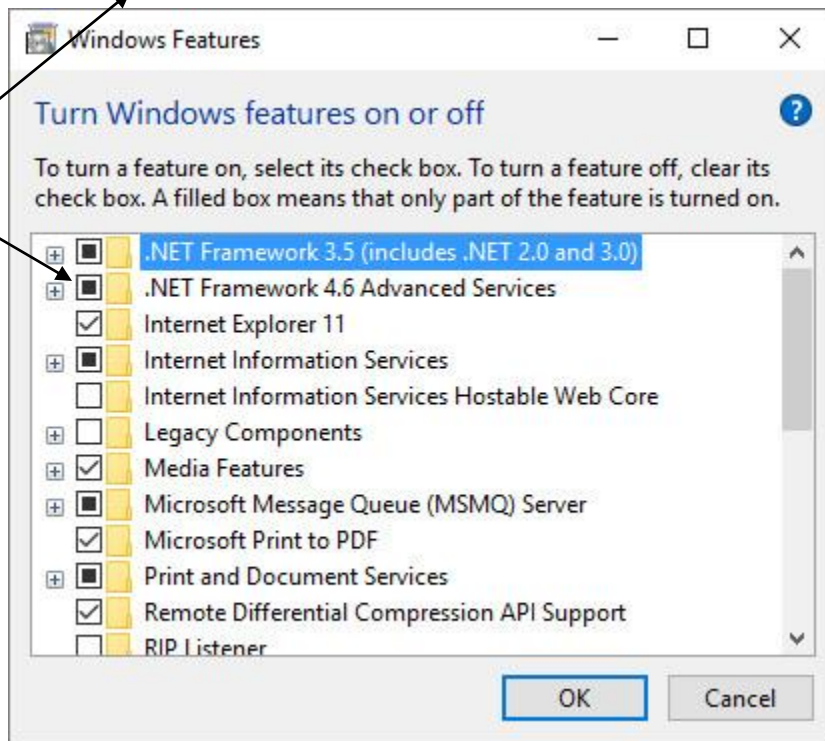 Windows Features
Turn Windows features on or off
To turn a feature on, select its check box. To turn a feature off, clear its
check box. A filled box means that only part of the feature is turned on.
.NET Framework 3.5 (includes .NET 2.0 and 3.0)
.NET Framework 4.6 Advanced Services
Internet Explorer 11
Internet Information Services
Internet Information Services Hostable Web Core
Legacy Components
Media Features
Microsoft Message Queue (MSMQ) Server
Microsoft Print to PDF
Print and Document Services
Remote Differential Compression API Support
RIP Listener
OK
Cancel